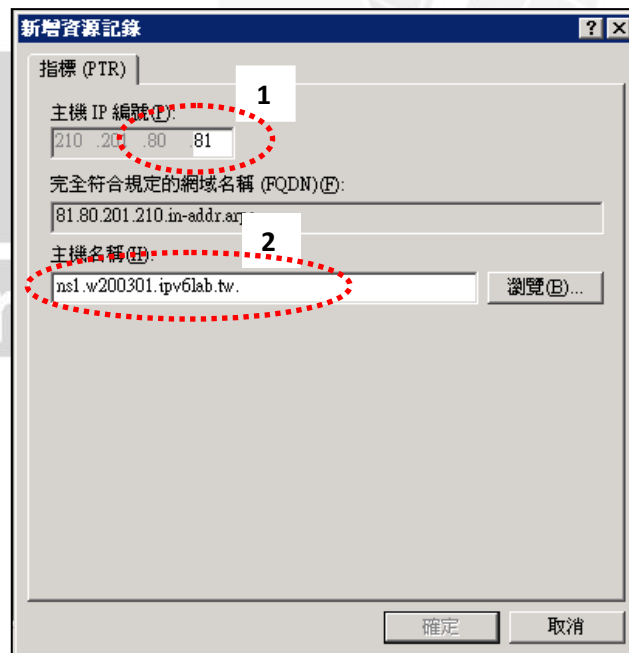 新增資源記錄
指標 (PTR)
1
主機 IP 編號(P):
210 .201 .80 .81
完全符合規定的網域名稱 (FQDN)(F):
81.80.201.210.in-addr.arpa
2
主機名稱(H):
ns1.w200301.ipv6lab.tw.
瀏覽(B)...
確定
取消